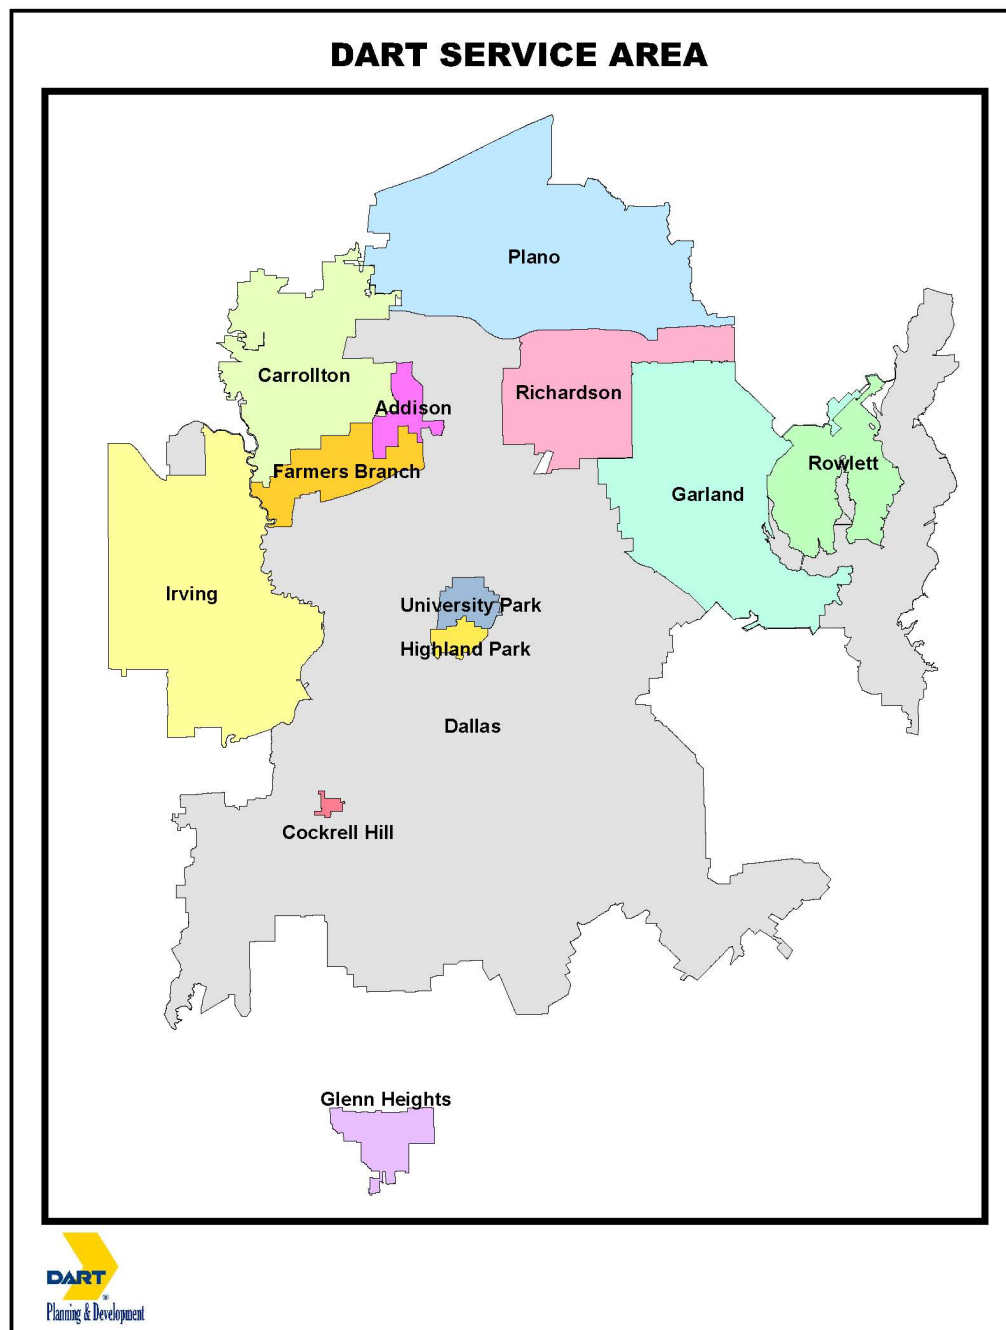 DART SERVICE AREA
Plano
Carrollton
Richardson
Addison
Rowlett
Farmers Branch
Garland
Irving
University Park
Highland Park
Dallas
Cockrell Hill
Glenn Heights
DART
Planning & Development